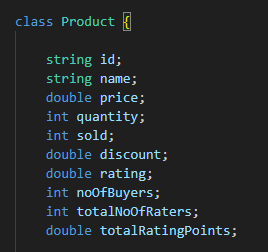 class Product {
string id;
string name;
double price;
int quantity;
int sold;
double discount;
double rating;
int noOfBuyers;
int totalNoOfRaters;
double totalRatingPoints;